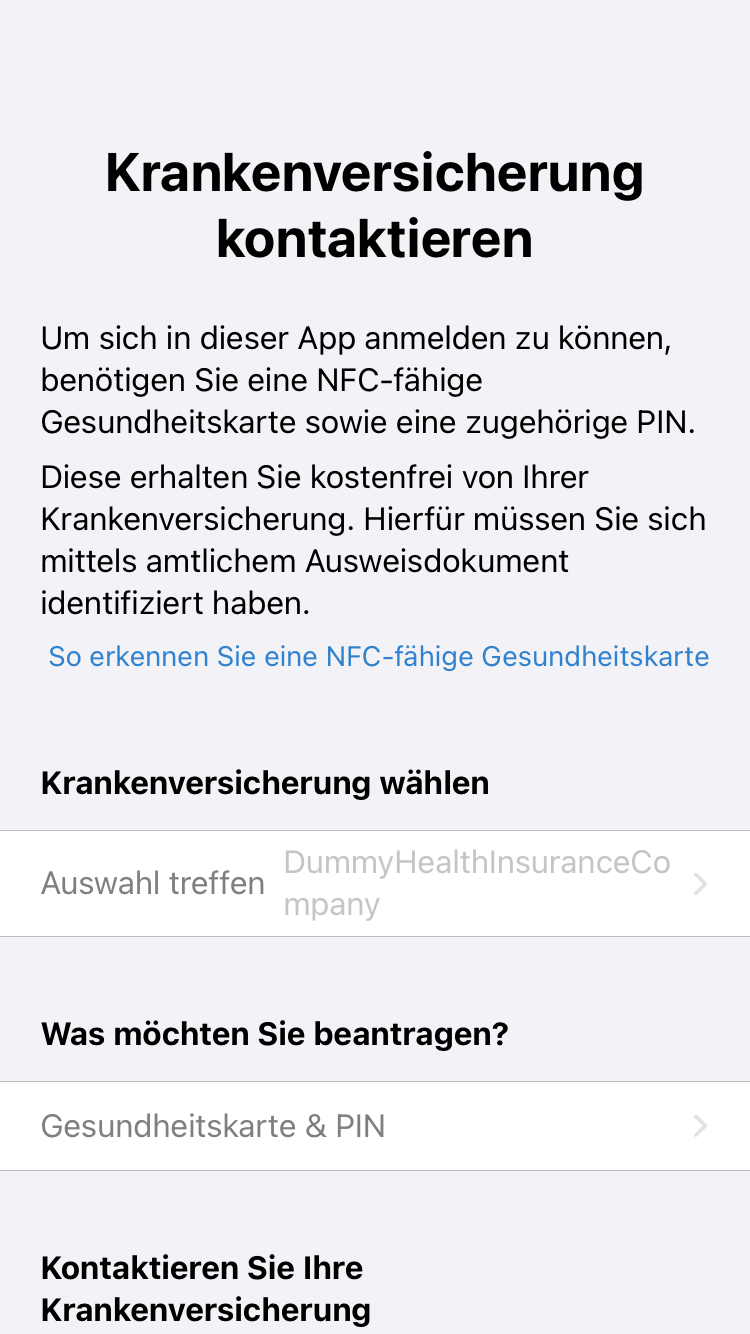 Krankenversicherung
kontaktieren
Um sich in dieser App anmelden zu können,
benötigen Sie eine NFC-fähige
Gesundheitskarte sowie eine zugehörige PIN.
Diese erhalten Sie kostenfrei von Ihrer
Krankenversicherung. Hierfür müssen Sie sich
mittels amtlichem Ausweisdokument
identifiziert haben.
So erkennen Sie eine NFC-fähige Gesundheitskarte
Krankenversicherung wählen
Auswahl treffen
DummyHealthInsuranceCo
mpany
Was möchten Sie beantragen?
Gesundheitskarte & PIN
Kontaktieren Sie Ihre
Krankenversicherung